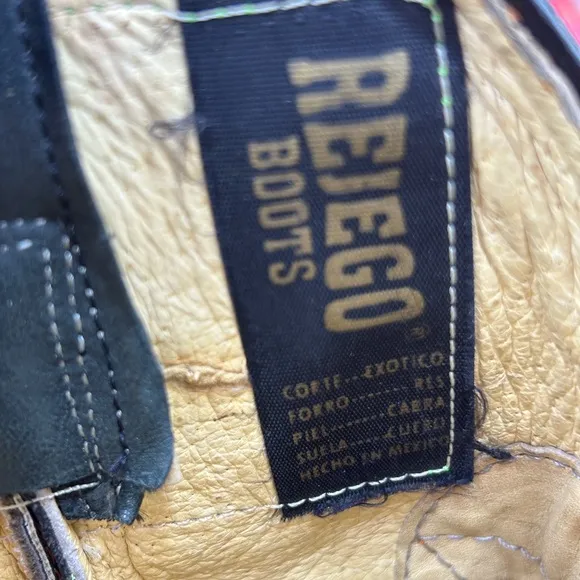 REJEGO
BOOTS
®
CORTE...EXOTICO
FORRO........RES
PIEL........CABRA
SUELA......CUERO
HECHO EN MEXICO